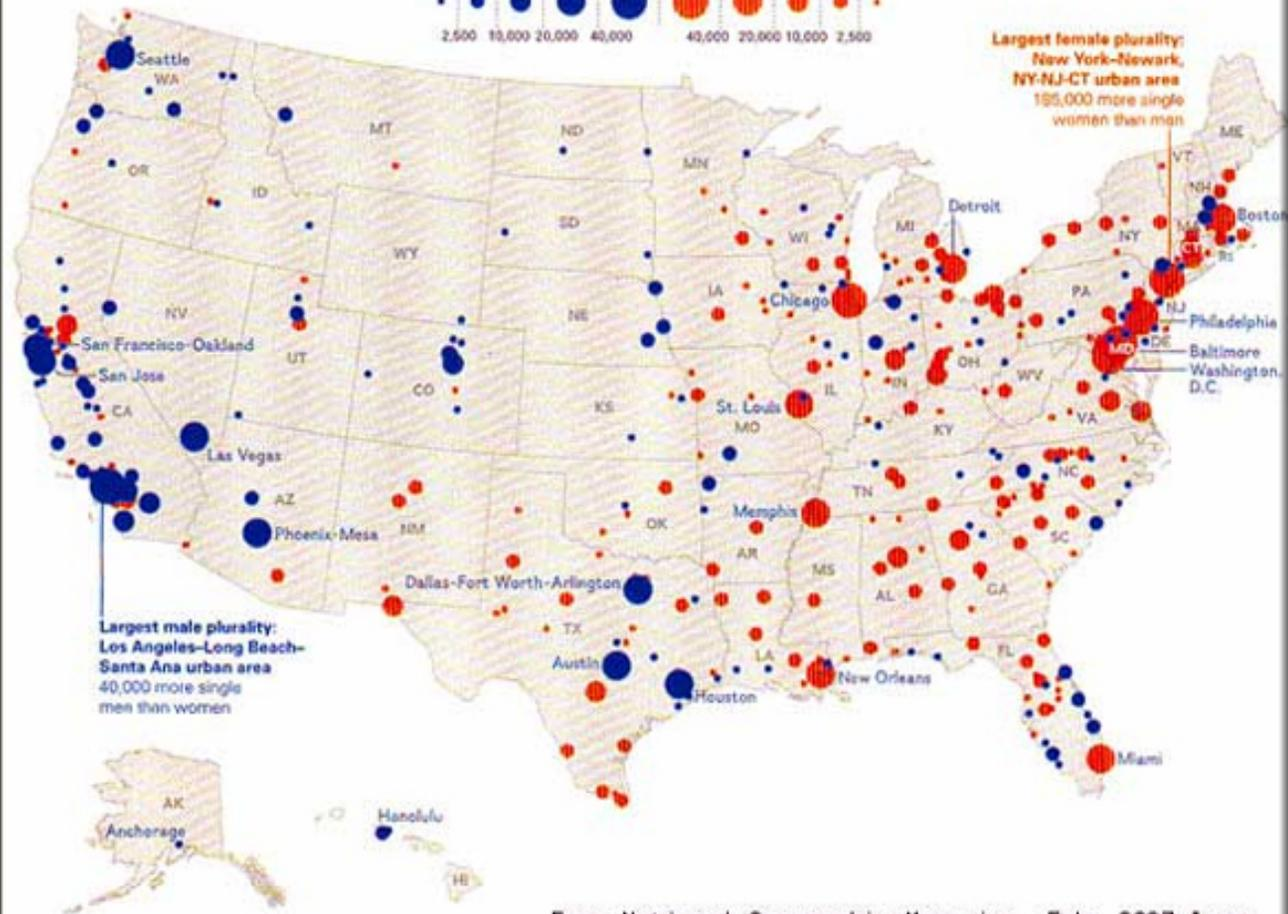 2,500 10,000 20,000 40,000 40,000 20,000 10,000 2,500
Largest female plurality:
New York–Newark,
NY-NJ-CT urban area
185,000 more single
women than men
Seattle
WA
MT
ND
MN
OR
ID
SD
WY
WI
MI
Detroit
ME
VT
NH
MA
Boston
NY
CT
RI
NV
UT
NE
IA
Chicago
PA
NJ
Philadelphia
DE
MD
Baltimore
Washington,
D.C.
San Francisco-Oakland
San Jose
CA
CO
KS
St. Louis
MO
IL
IN
OH
WV
VA
KY
Las Vegas
AZ
Phoenix-Mesa
NM
OK
Memphis
TN
NC
SC
AR
MS
AL
GA
Dallas-Fort Worth-Arlington
TX
LA
FL
Austin
Houston
New Orleans
Miami
Largest male plurality:
Los Angeles–Long Beach–
Santa Ana urban area
40,000 more single
men than women
AK
Anchorage
Honolulu
HI